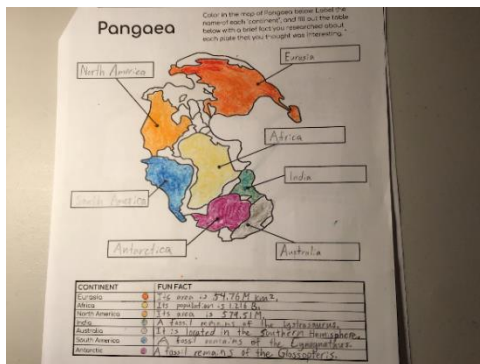 Pangaea
Color in the map of Pangaea below. Label the
name of each "continent", and fill out the table
below with a brief fact you researched about
each plate that you thought was interesting.
Eurasia
North America
Africa
India
South America
Antarctica
Australia
CONTINENT FUN FACT
Eurasia Its area is 54.76M km2.
Africa Its population is 1.216 B.
North America Its area is 579.51M.
India A fossil remains of the lystrosaurus.
Australia It is located in the Southern Hemisphere.
South America A fossil remains of the
Antarctic A fossil remains of the Glossopteris.